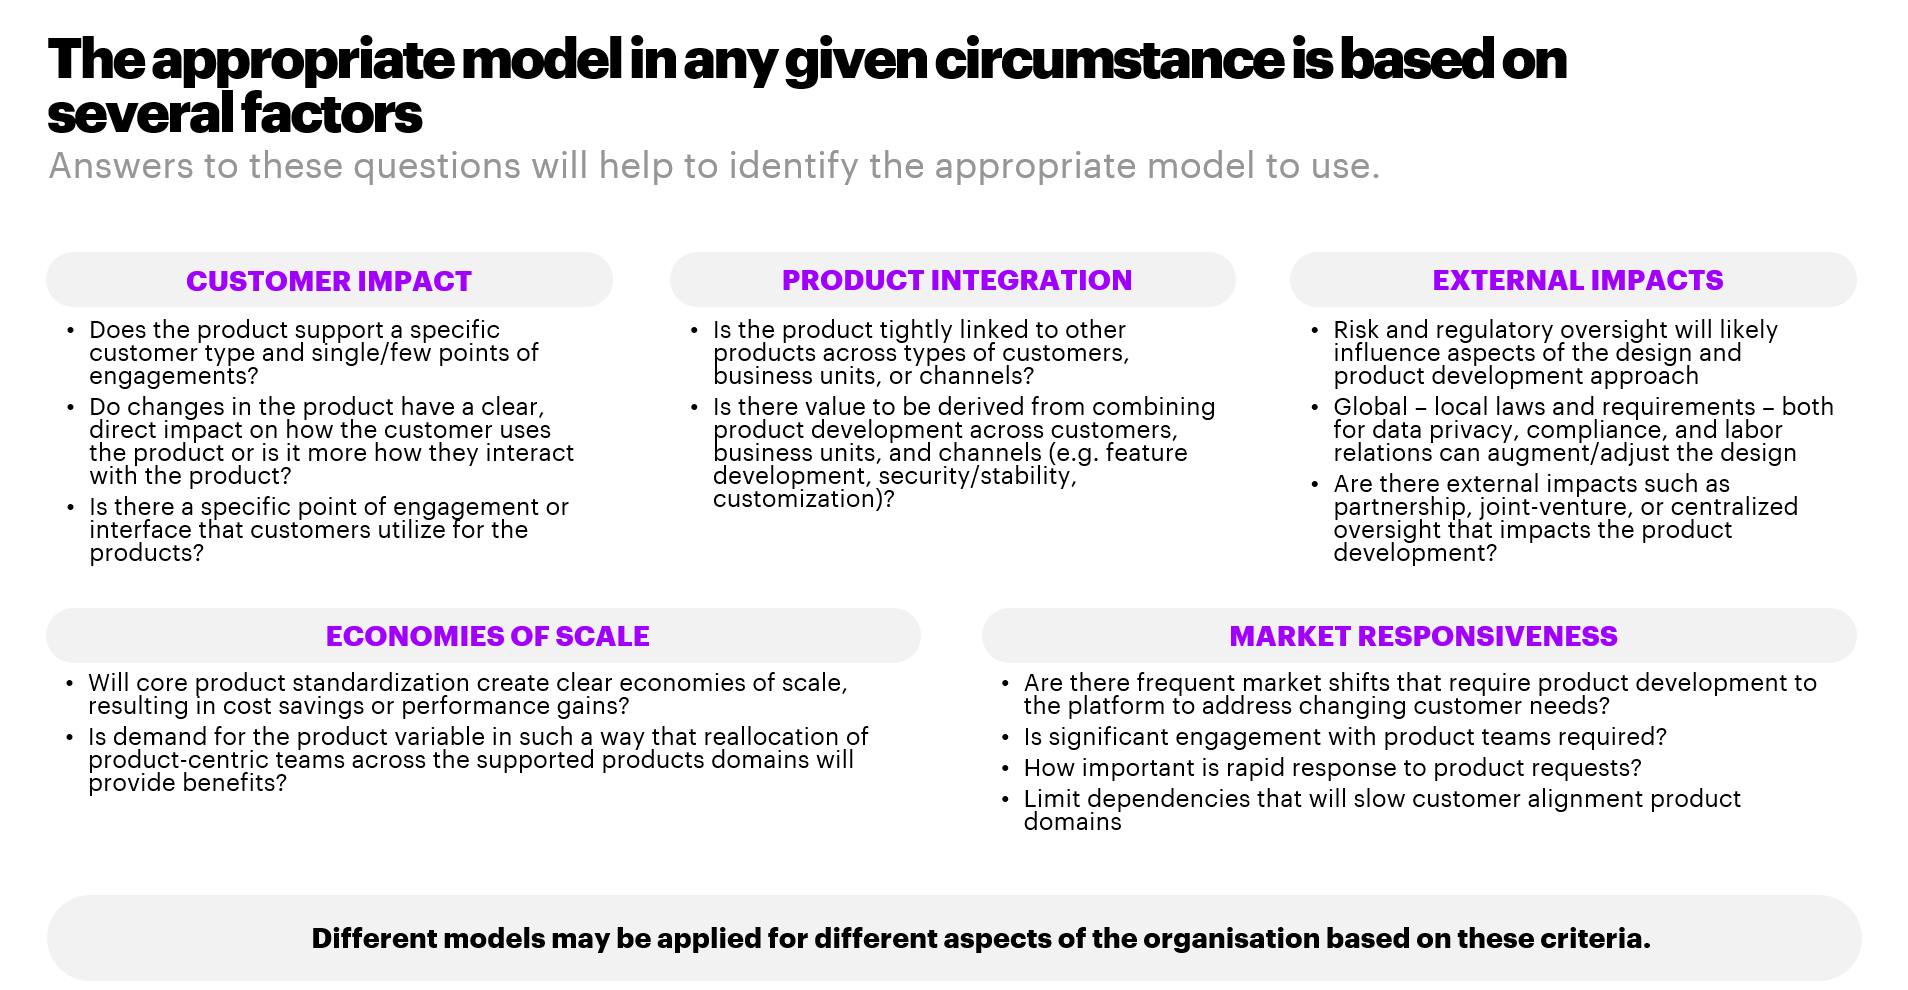 The appropriate model in any given circumstance is based on
several factors
Answers to these questions will help to identify the appropriate model to use.
CUSTOMER IMPACT
• Does the product support a specific
customer type and single/few points of
engagements?
• Do changes in the product have a clear,
direct impact on how the customer uses
the product or is it more how they interact
with the product?
• Is there a specific point of engagement or
interface that customers utilize for the
products?
PRODUCT INTEGRATION
• Is the product tightly linked to other
products across types of customers,
business units, or channels?
• Is there value to be derived from combining
product development across customers,
business units, and channels (e.g. feature
development, security/stability,
customization)?
EXTERNAL IMPACTS
• Risk and regulatory oversight will likely
influence aspects of the design and
product development approach
• Global – local laws and requirements – both
for data privacy, compliance, and labor
relations can augment/adjust the design
• Are there external impacts such as
partnership, joint-venture, or centralized
oversight that impacts the product
development?
ECONOMIES OF SCALE
• Will core product standardization create clear economies of scale,
resulting in cost savings or performance gains?
• Is demand for the product variable in such a way that reallocation of
product-centric teams across the supported products domains will
provide benefits?
MARKET RESPONSIVENESS
• Are there frequent market shifts that require product development to
the platform to address changing customer needs?
• Is significant engagement with product teams required?
• How important is rapid response to product requests?
• Limit dependencies that will slow customer alignment product
domains
Different models may be applied for different aspects of the organisation based on these criteria.